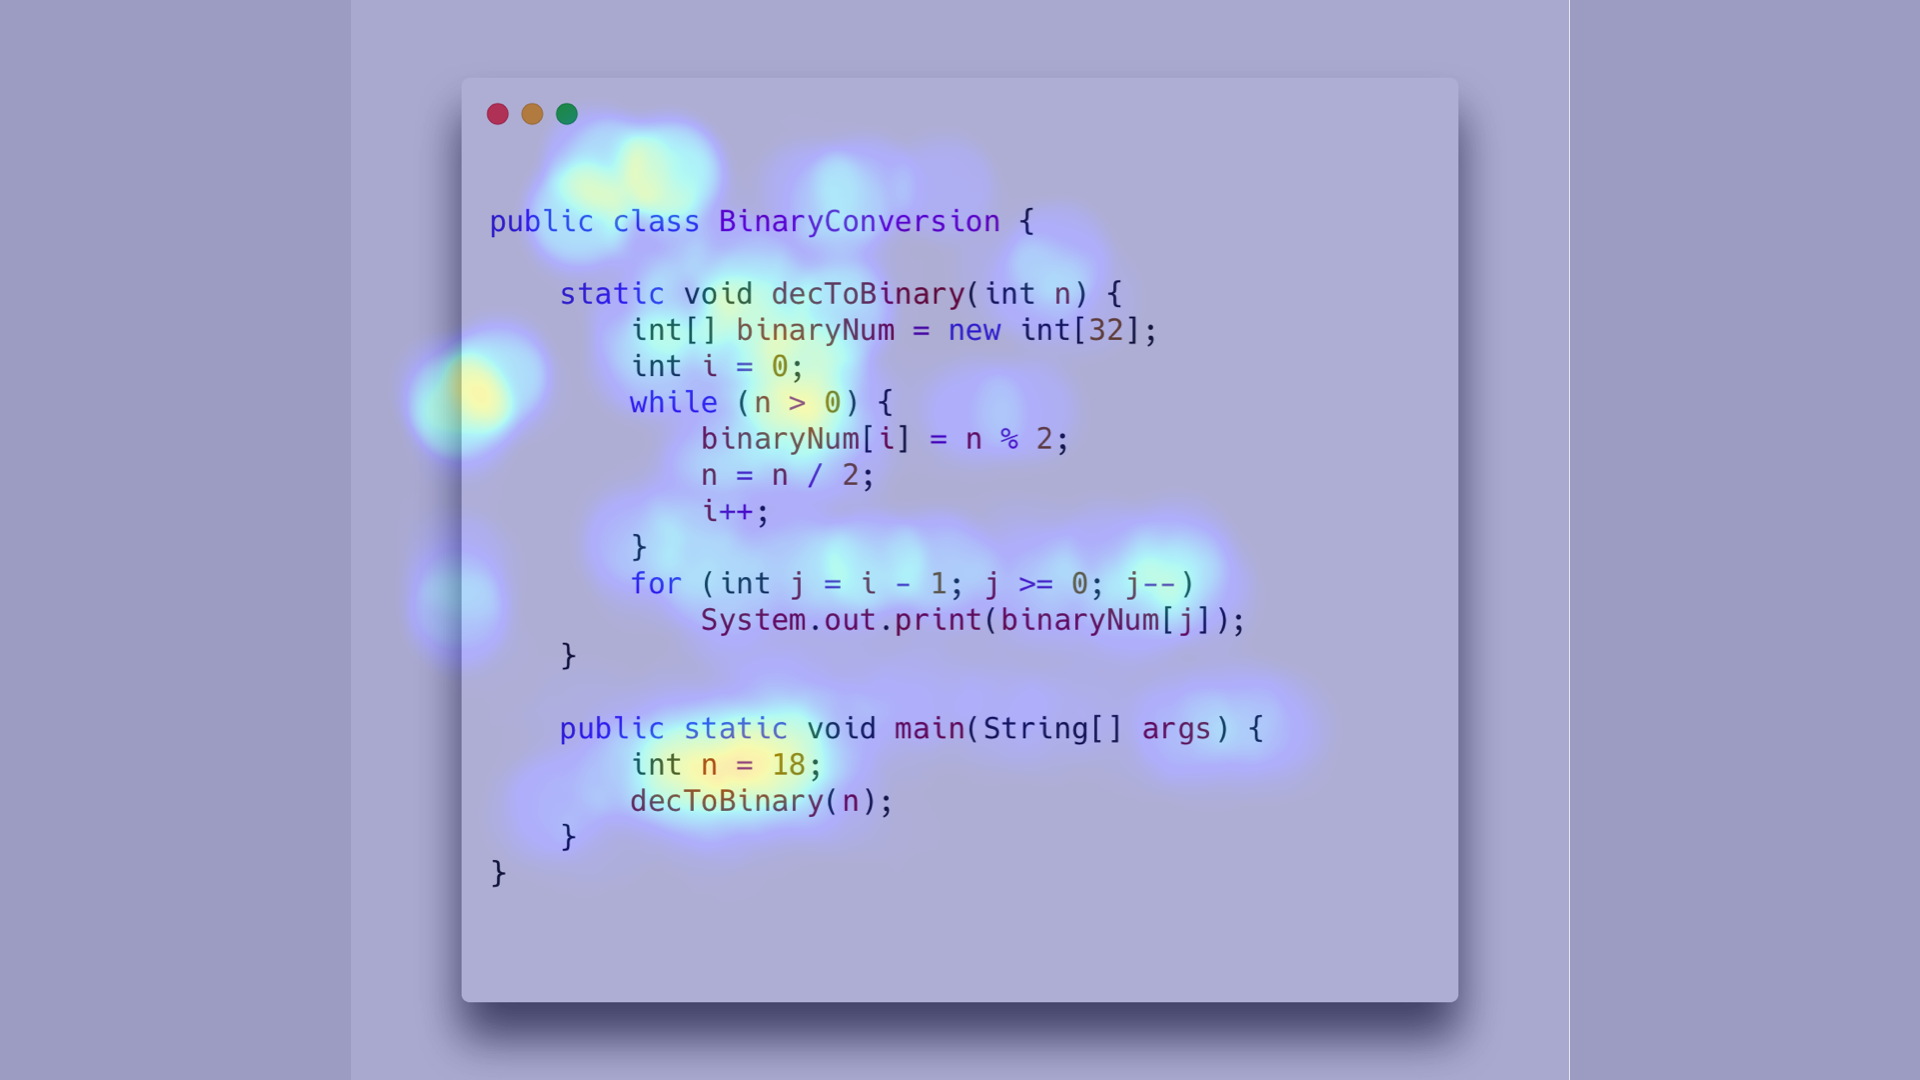 public class BinaryConversion {
static void decToBinary(int n) {
int[] binaryNum = new int[32];
int i = 0;
while (n > 0) {
binaryNum[i] = n % 2;
n = n / 2;
i++;
}
for (int j = i - 1; j >= 0; j--)
System.out.print(binaryNum[j]);
}
public static void main(String[] args) {
int n = 18;
decToBinary(n);
}
}